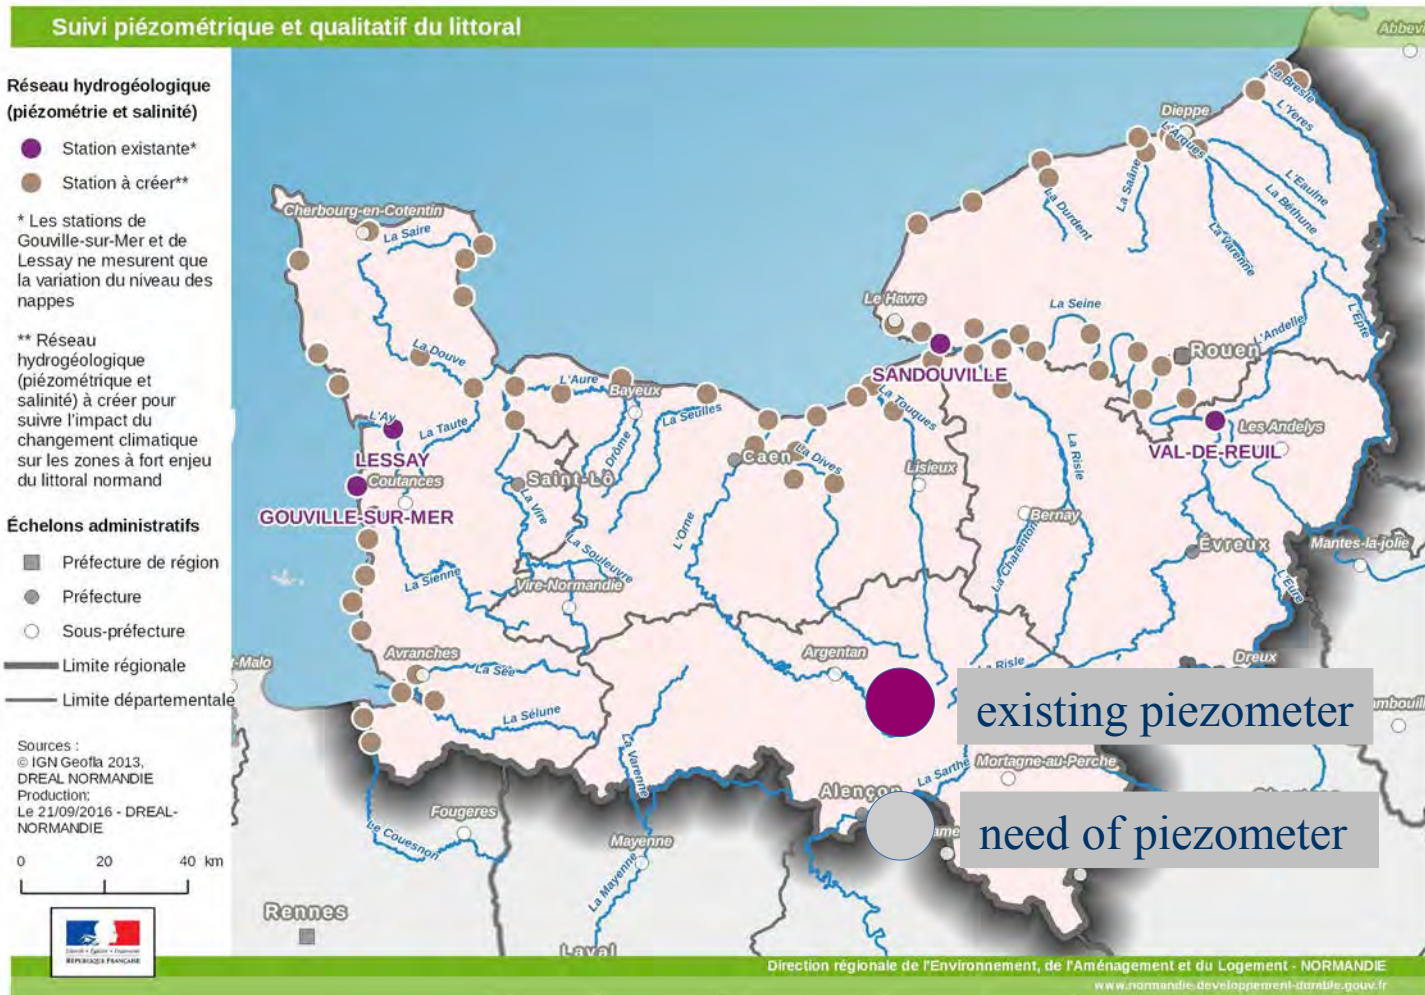 Suivi piézométrique et qualitatif du littoral
Réseau hydrogéologique
(piézométrie et salinité)
Station existante*
Station à créer**
* Les stations de
Gouville-sur-Mer et de
Lessay ne mesurent que
la variation du niveau des
nappes
** Réseau
hydrogéologique
(piézométrique et
salinité) à créer pour
suivre l'impact du
changement climatique
sur les zones à fort enjeu
du littoral normand
Échelons administratifs
Préfecture de région
Préfecture
Sous-préfecture
Limite régionale
Limite départementale
Sources :
© IGN Geofla 2013,
DREAL NORMANDIE
Production:
Le 21/09/2016 - DREAL-
NORMANDIE
0 20 40 km
Liberté • Égalité • Fraternité
RÉPUBLIQUE FRANÇAISE
La Bresle
L'Yeres
Dieppe
L'Arques
L'Eaulne
La Béthune
La Varenne
La Saâne
La Durdent
Cherbourg-en-Cotentin
La Saire
La Douve
L'Ay
La Taute
LESSAY
Coutances
GOUVILLE-SUR-MER
L'Aure
Bayeux
Drôme
La Seulles
Saint-Lô
La Vire
La Souleuvre
Vire-Normandie
La Sienne
Avranches
La Sée
La Sélune
Le Havre
La Seine
SANDOUVILLE
Rouen
L'Andelle
L'Epte
VAL-DE-REUIL
Les Andelys
Caen
La Dives
La Touques
Lisieux
La Risle
Bernay
La Charentonne
L'Orne
Évreux
Mantes-la-jolie
L'Eure
Dreux
Argentan
La Risle
existing piezometer
Mortagne-au-Perche
La Sarthe
Alençon
need of piezometer
La Varenne
Mayenne
La Mayenne
Fougeres
Le Couesnon
Rennes
Laval
Direction régionale de l'Environnement, de l'Aménagement et du Logement - NORMANDIE
www.normandie.developpement-durable.gouv.fr